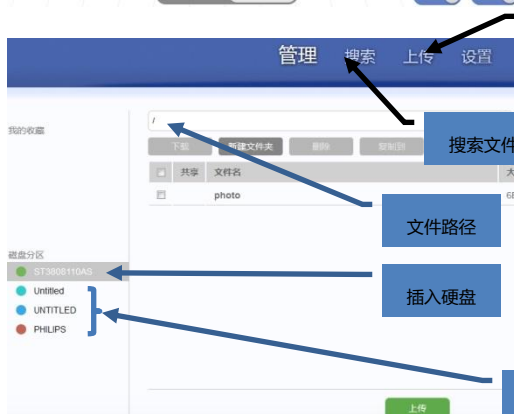 管理 搜索 上传 设置
搜索文件
我的收藏
/
下载 新建文件夹 删除 复制到
共享 文件名 大
photo 6B
文件路径
磁盘分区
ST3808110AS
插入硬盘
Untitled
UNTITLED
PHILIPS
上传